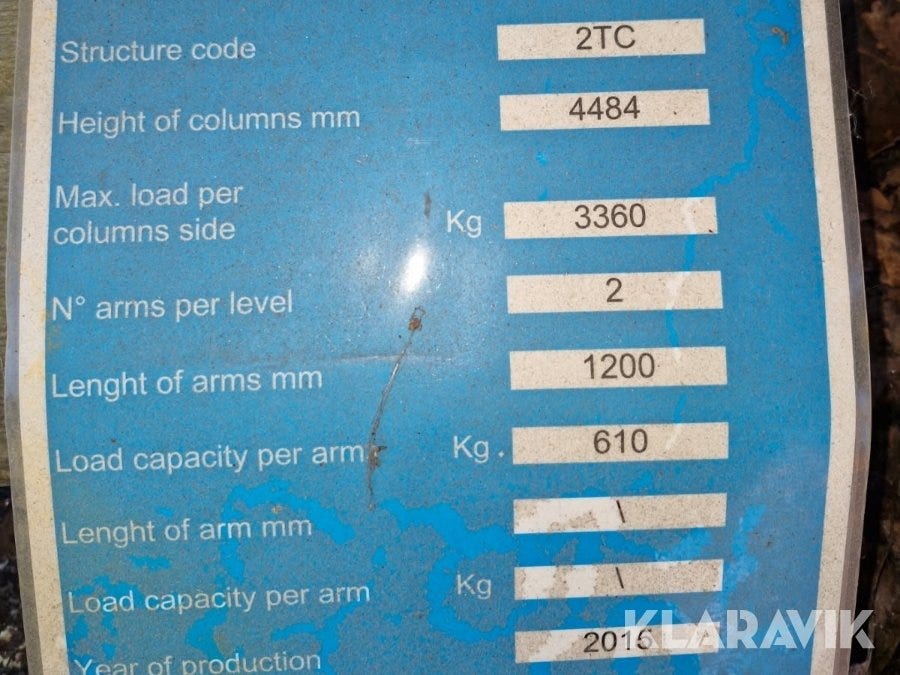 Structure code 2TC
Height of columns mm 4484
Max. load per
columns side Kg 3360
N° arms per level 2
Lenght of arms mm 1200
Load capacity per arm Kg . 610
Lenght of arm mm \
Load capacity per arm Kg \
Year of production 2016
KLARAVIK